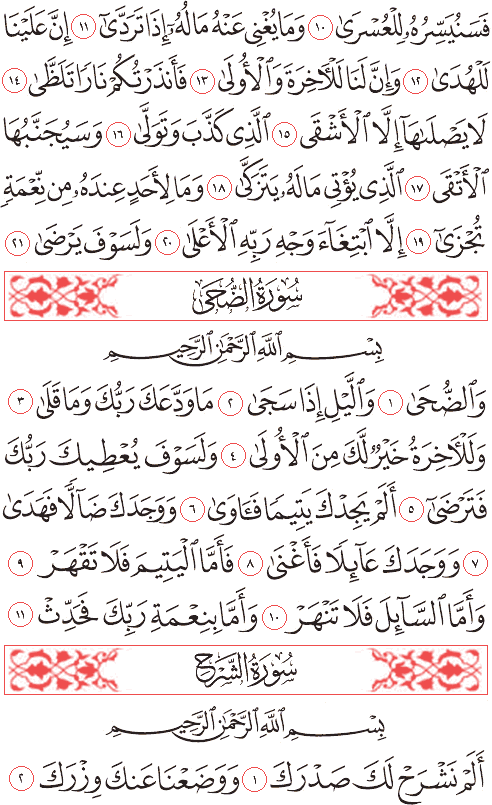 فَسَنُيَسِّرُهُۥ لِلْعُسْرَىٰ ١٠ وَمَا يُغْنِى عَنْهُ مَالُهُۥٓ إِذَا تَرَدَّىٰٓ ١١ إِنَّ عَلَيْنَا
لَلْهُدَىٰ ١٢ وَإِنَّ لَنَا لَلْـَٔاخِرَةَ وَٱلْأُولَىٰ ١٣ فَأَنذَرْتُكُمْ نَارًا تَلَظَّىٰ ١٤
لَا يَصْلَىٰهَآ إِلَّا ٱلْأَشْقَى ١٥ ٱلَّذِى كَذَّبَ وَتَوَلَّىٰ ١٦ وَسَيُجَنَّبُهَا
ٱلْأَتْقَى ١٧ ٱلَّذِى يُؤْتِى مَالَهُۥ يَتَزَكَّىٰ ١٨ وَمَا لِأَحَدٍ عِندَهُۥ مِن نِّعْمَةٍ
تُجْزَىٰٓ ١٩ إِلَّا ٱبْتِغَآءَ وَجْهِ رَبِّهِ ٱلْأَعْلَىٰ ٢٠ وَلَسَوْفَ يَرْضَىٰ ٢١
سُورَةُ الضُّحَىٰ
بِسْمِ ٱللَّهِ ٱلرَّحْمَٰنِ ٱلرَّحِيمِ
وَٱلضُّحَىٰ ١ وَٱلَّيْلِ إِذَا سَجَىٰ ٢ مَا وَدَّعَكَ رَبُّكَ وَمَا قَلَىٰ ٣
وَلَلْـَٔاخِرَةُ خَيْرٌ لَّكَ مِنَ ٱلْأُولَىٰ ٤ وَلَسَوْفَ يُعْطِيكَ رَبُّكَ
فَتَرْضَىٰٓ ٥ أَلَمْ يَجِدْكَ يَتِيمًا فَـَٔاوَىٰ ٦ وَوَجَدَكَ ضَآلًّا فَهَدَىٰ
٧ وَوَجَدَكَ عَآئِلًا فَأَغْنَىٰ ٨ فَأَمَّا ٱلْيَتِيمَ فَلَا تَقْهَرْ ٩
وَأَمَّا ٱلسَّآئِلَ فَلَا تَنْهَرْ ١٠ وَأَمَّا بِنِعْمَةِ رَبِّكَ فَحَدِّثْ ١١
سُورَةُ الشَّرْحِ
بِسْمِ ٱللَّهِ ٱلرَّحْمَٰنِ ٱلرَّحِيمِ
أَلَمْ نَشْرَحْ لَكَ صَدْرَكَ ١ وَوَضَعْنَا عَنكَ وِزْرَكَ ٢